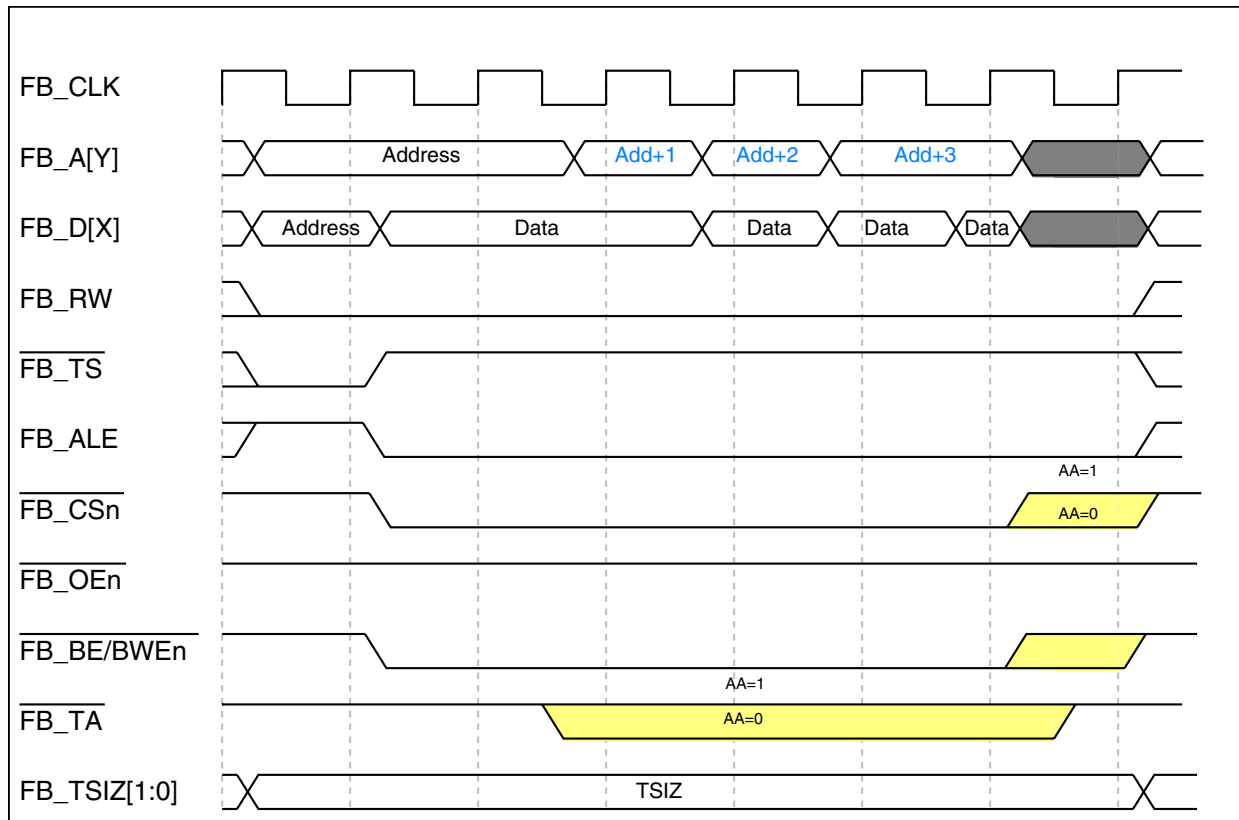 FB_CLK
FB_A[Y] Address Add+1 Add+2 Add+3
FB_D[X] Address Data Data Data Data
FB_RW
FB_TS
FB_ALE
AA=1
FB_CSn AA=0
FB_OEn
FB_BE/BWEn
AA=1
FB_TA AA=0
FB_TSIZ[1:0] TSIZ